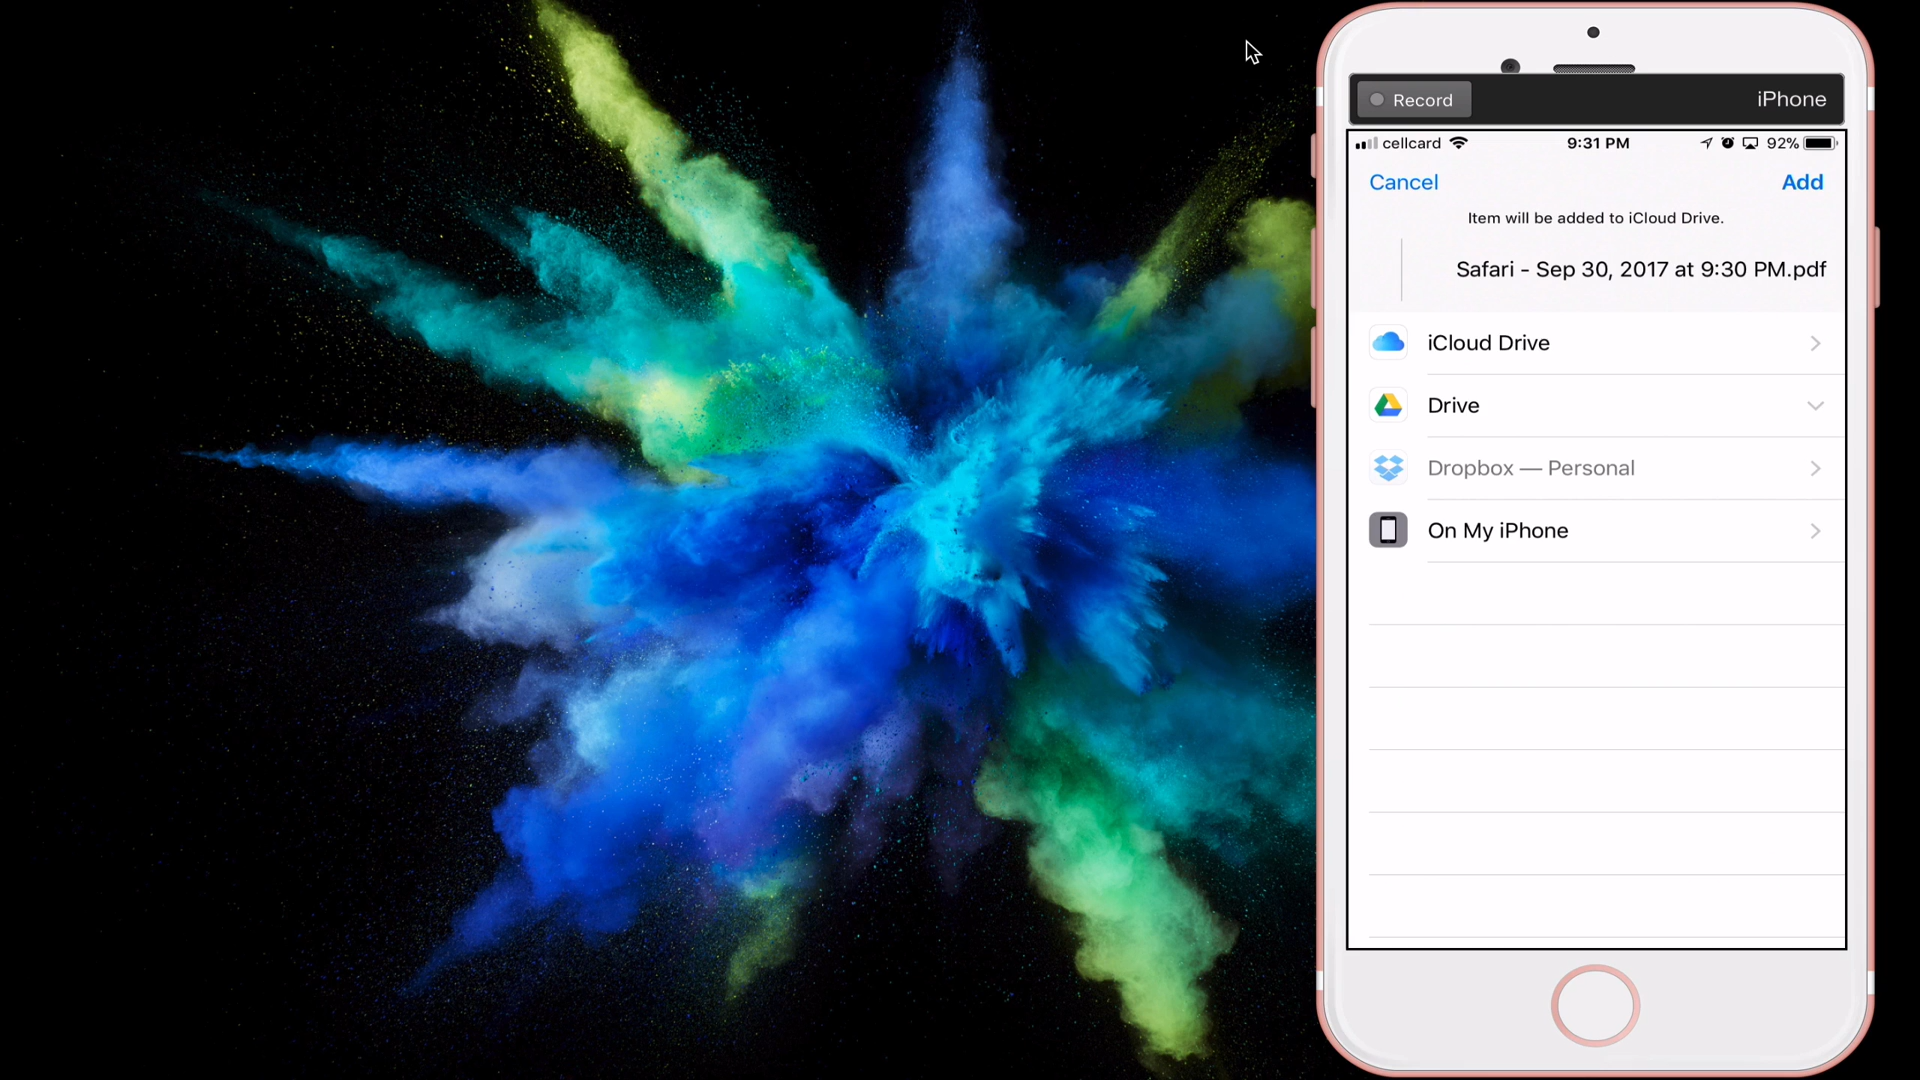 Record
iPhone
cellcard
9:31 PM
92%
Cancel
Add
Item will be added to iCloud Drive.
Safari - Sep 30, 2017 at 9:30 PM.pdf
iCloud Drive
Drive
Dropbox — Personal
On My iPhone